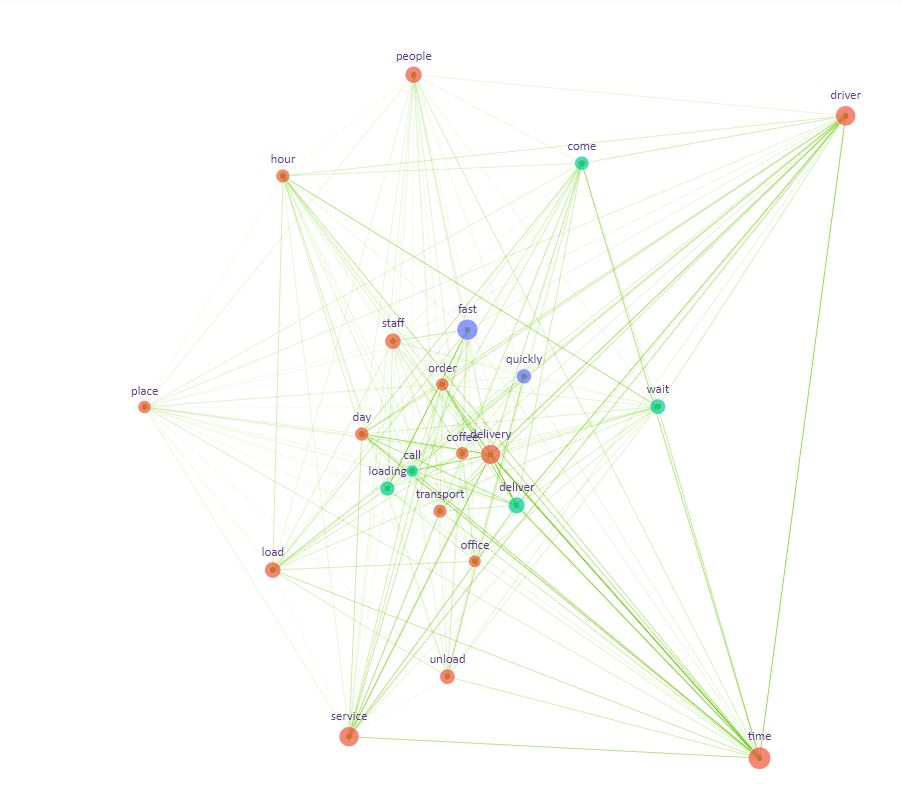 people
driver
come
hour
fast
staff
quickly
order
place
wait
day
coffee
delivery
call
loading
deliver
transport
office
load
unload
service
time